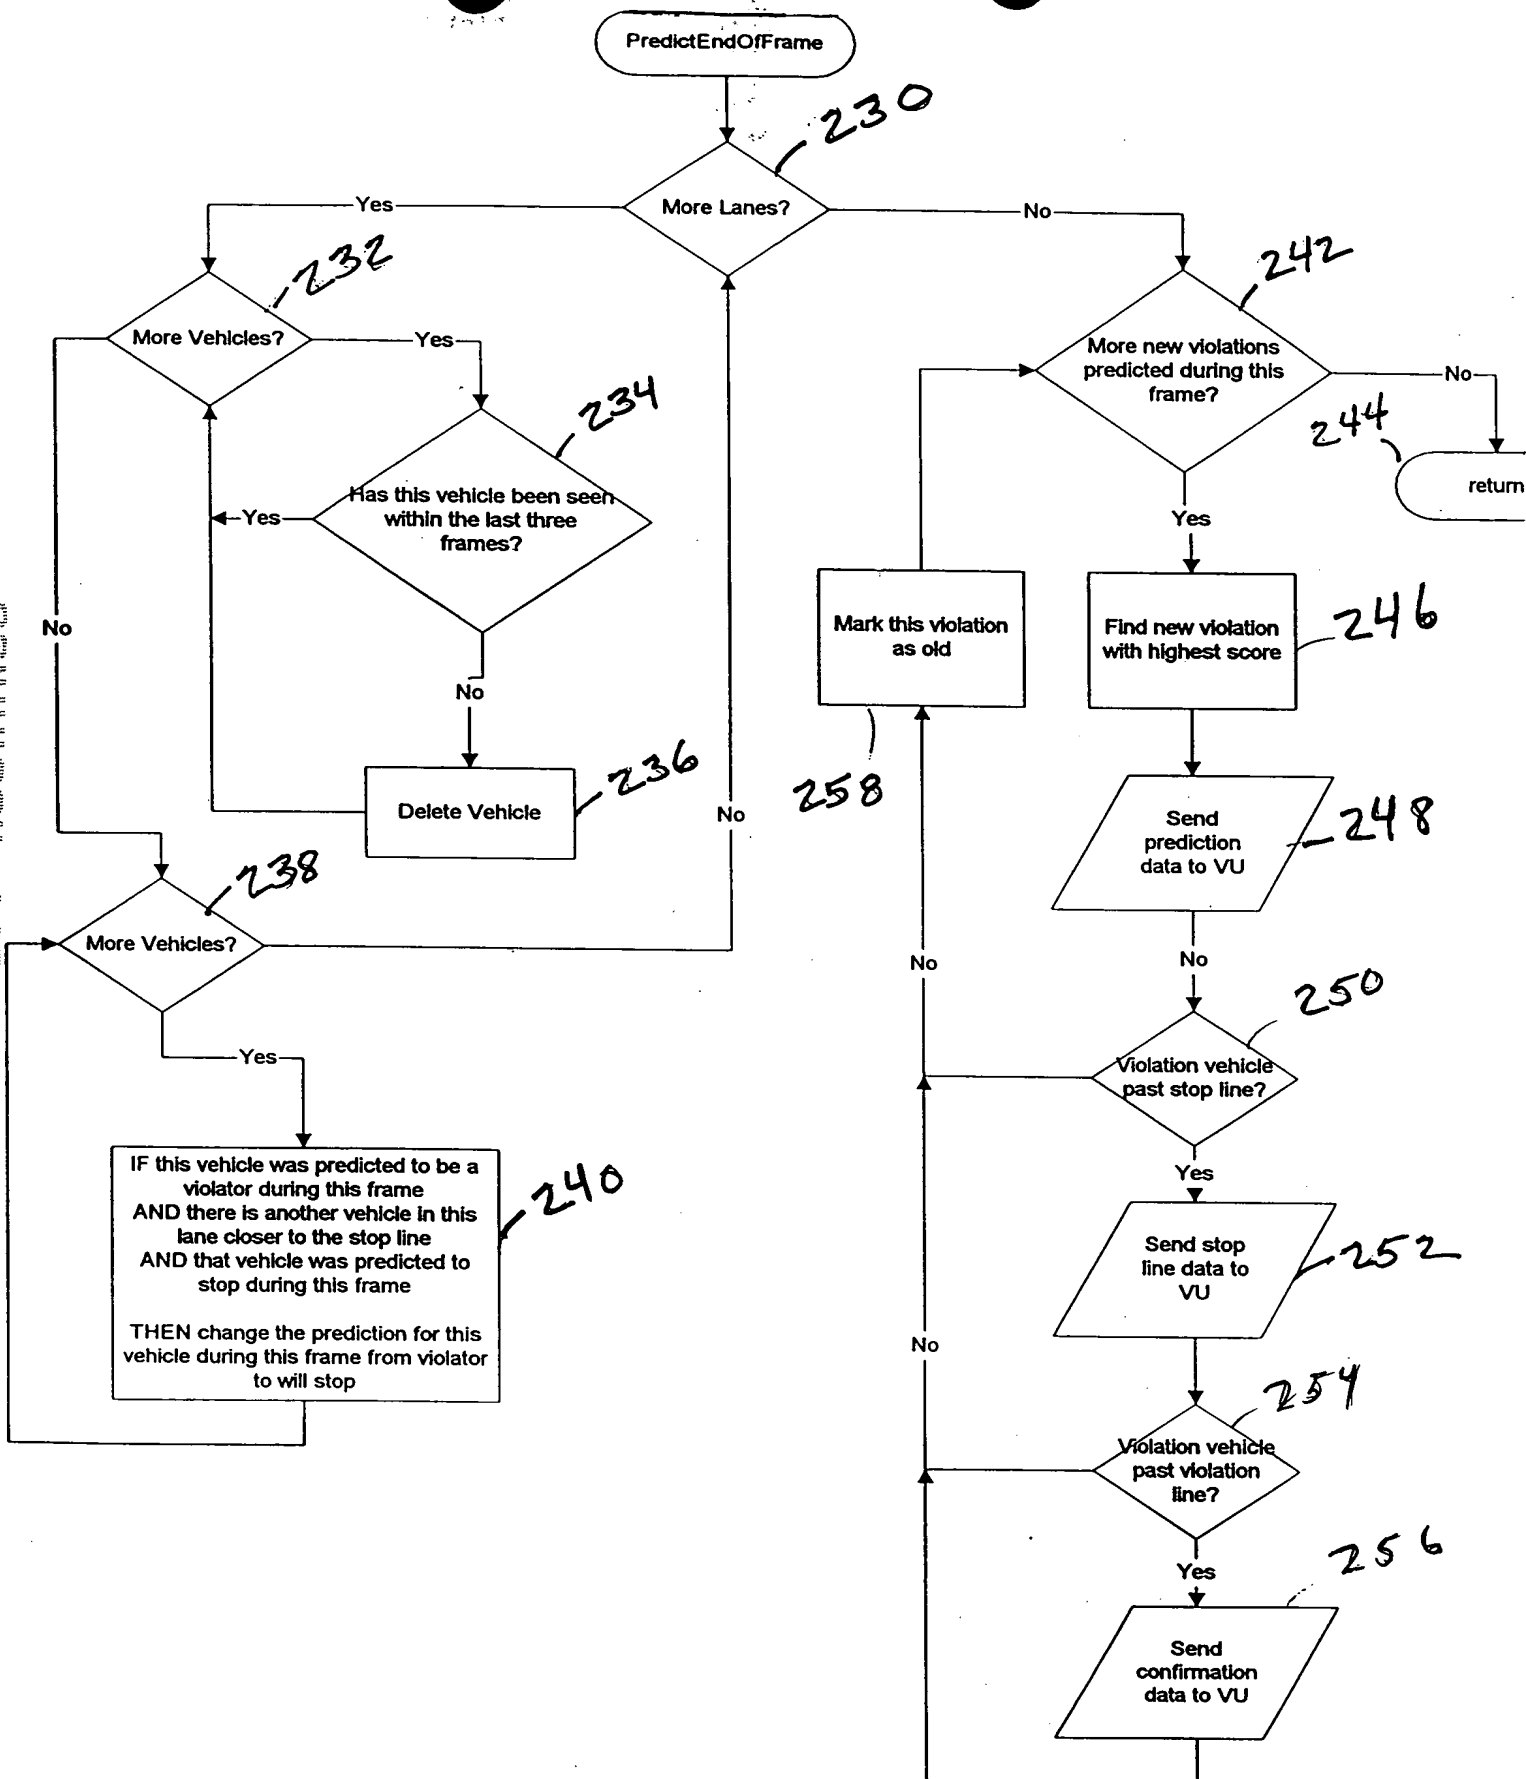 PredictEndOfFrame
230
More Lanes?
Yes
No
232
242
More Vehicles?
Yes
More new violations
predicted during this
frame?
No
234
244
Has this vehicle been seen
within the last three
frames?
Yes
return
Yes
No
Mark this violation
as old
Find new violation
with highest score
246
No
236
258
Delete Vehicle
No
Send
prediction
data to VU
248
238
More Vehicles?
No
No
250
Yes
Violation vehicle
past stop line?
Yes
IF this vehicle was predicted to be a
violator during this frame
AND there is another vehicle in this
lane closer to the stop line
AND that vehicle was predicted to
stop during this frame
THEN change the prediction for this
vehicle during this frame from violator
to will stop
240
Send stop
line data to
VU
252
No
254
Violation vehicle
past violation
line?
Yes
256
Send
confirmation
data to VU